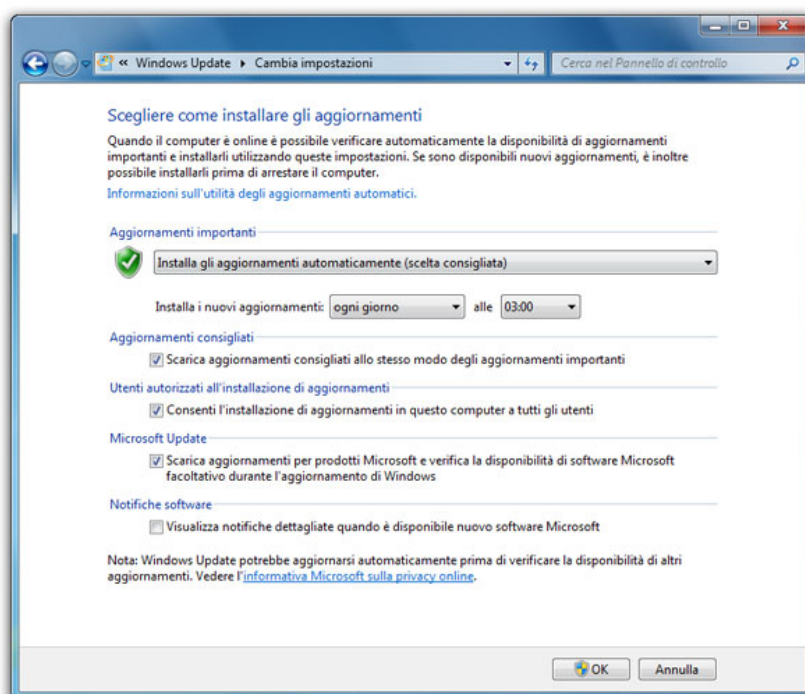 « Windows Update ▸ Cambia impostazioni
Cerca nel Pannello di controllo
Scegliere come installare gli aggiornamenti
Quando il computer è online è possibile verificare automaticamente la disponibilità di aggiornamenti
importanti e installarli utilizzando queste impostazioni. Se sono disponibili nuovi aggiornamenti, è inoltre
possibile installarli prima di arrestare il computer.
Informazioni sull'utilità degli aggiornamenti automatici.
Aggiornamenti importanti
Installa gli aggiornamenti automaticamente (scelta consigliata)
Installa i nuovi aggiornamenti: ogni giorno alle 03:00
Aggiornamenti consigliati
Scarica aggiornamenti consigliati allo stesso modo degli aggiornamenti importanti
Utenti autorizzati all'installazione di aggiornamenti
Consenti l'installazione di aggiornamenti in questo computer a tutti gli utenti
Microsoft Update
Scarica aggiornamenti per prodotti Microsoft e verifica la disponibilità di software Microsoft
facoltativo durante l'aggiornamento di Windows
Notifiche software
Visualizza notifiche dettagliate quando è disponibile nuovo software Microsoft
Nota: Windows Update potrebbe aggiornarsi automaticamente prima di verificare la disponibilità di altri
aggiornamenti. Vedere l'informativa Microsoft sulla privacy online.
OK Annulla